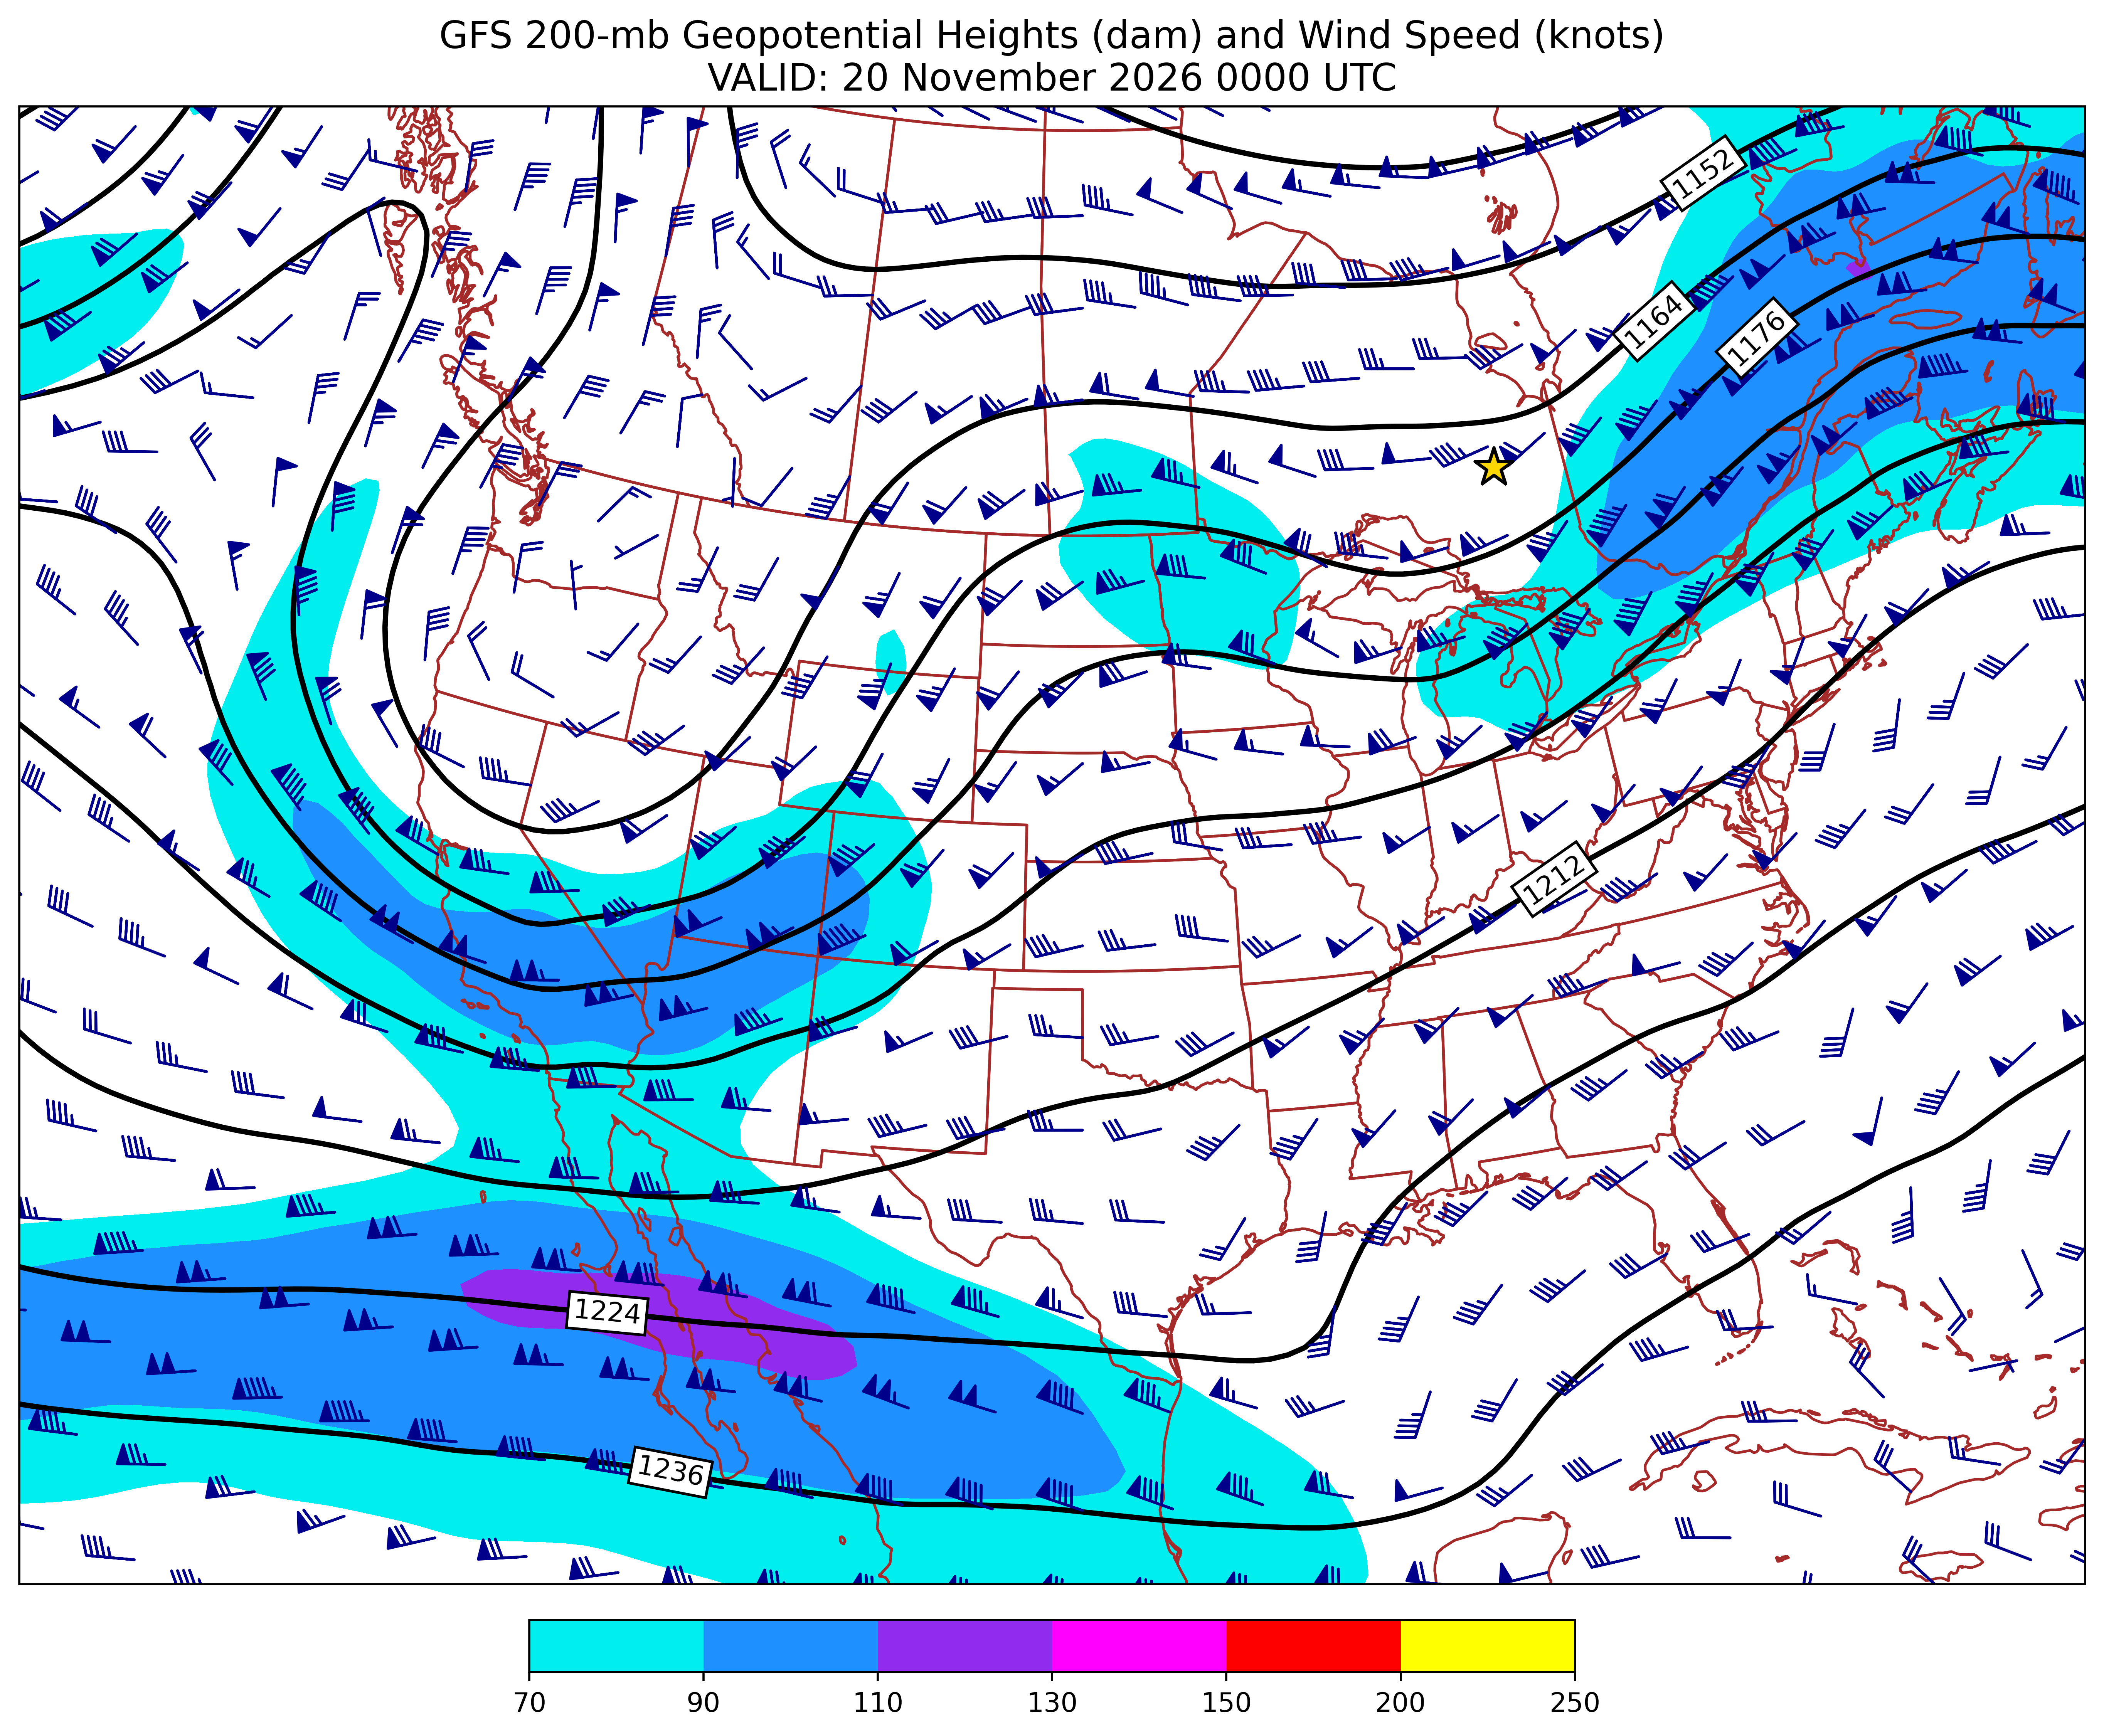 GFS 200-mb Geopotential Heights (dam) and Wind Speed (knots)
VALID: 20 November 2026 0000 UTC
1152
1164
1176
1212
1224
1236
70 90 110 130 150 200 250